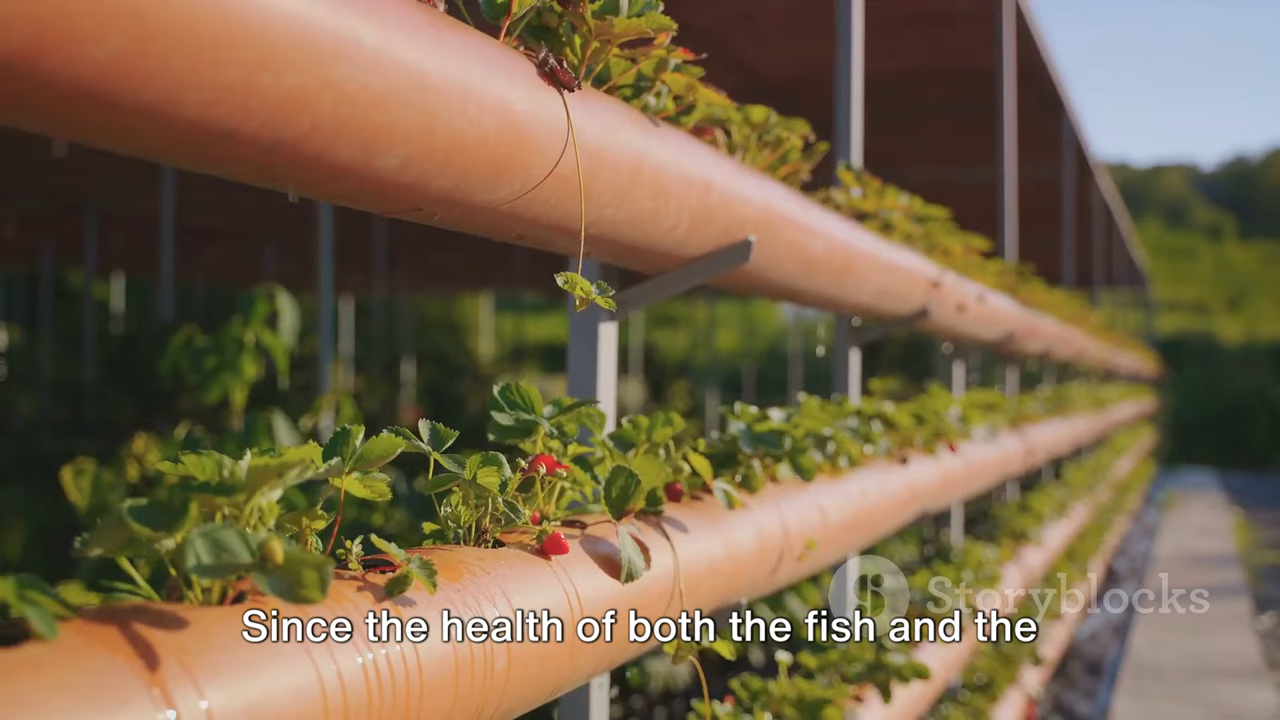 Storyblocks
Since the health of both the fish and the